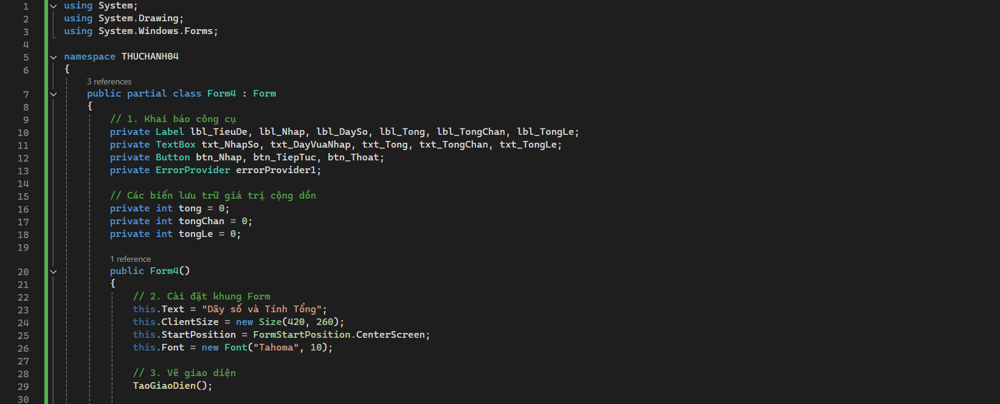 1 using System;
2 using System.Drawing;
3 using System.Windows.Forms;
4
5 namespace THUCHANH04
6 {
3 references
7 public partial class Form4 : Form
8 {
9 // 1. Khai báo công cụ
10 private Label lbl_TieuDe, lbl_Nhap, lbl_DaySo, lbl_Tong, lbl_TongChan, lbl_TongLe;
11 private TextBox txt_NhapSo, txt_DayVuaNhap, txt_Tong, txt_TongChan, txt_TongLe;
12 private Button btn_Nhap, btn_TiepTuc, btn_Thoat;
13 private ErrorProvider errorProvider1;
14
15 // Các biến lưu trữ giá trị cộng dồn
16 private int tong = 0;
17 private int tongChan = 0;
18 private int tongLe = 0;
19
1 reference
20 public Form4()
21 {
22 // 2. Cài đặt khung Form
23 this.Text = "Dãy số và Tính Tổng";
24 this.ClientSize = new Size(420, 260);
25 this.StartPosition = FormStartPosition.CenterScreen;
26 this.Font = new Font("Tahoma", 10);
27
28 // 3. Vẽ giao diện
29 TaoGiaoDien();
30